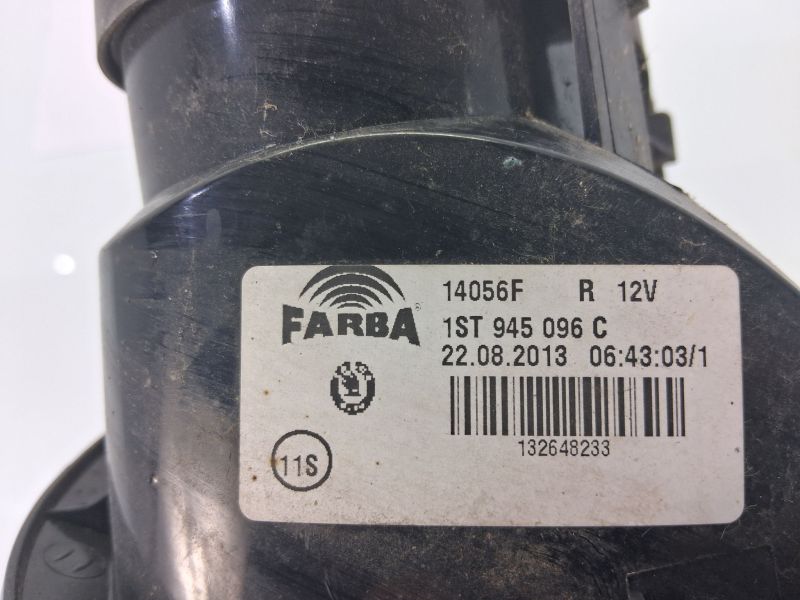 FARBA
14056F R 12V
1ST 945 096 C
22.08.2013 06:43:03/1
132648233
11S